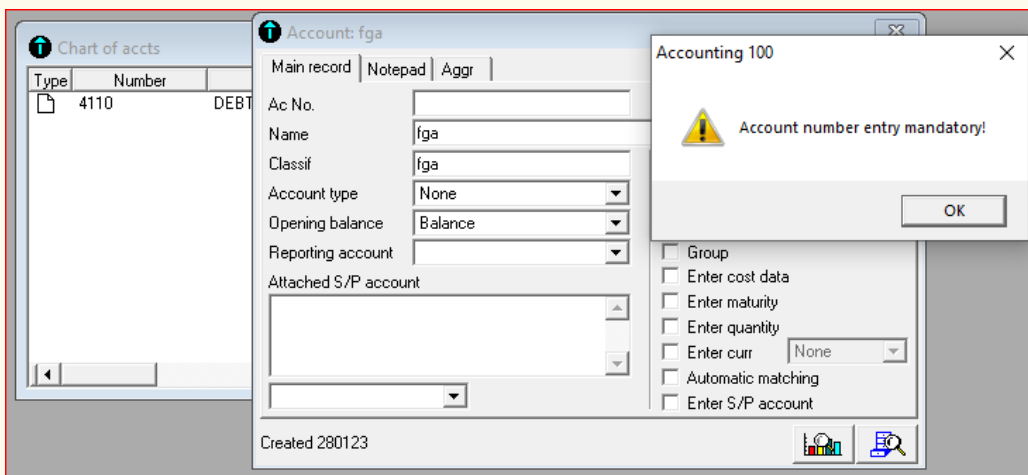 Chart of accts
Type Number
4110 DEBT
Account: fga
Main record Notepad Aggr
Ac No.
Name fga
Classif fga
Account type None
Opening balance Balance
Reporting account
Attached S/P account
Group
Enter cost data
Enter maturity
Enter quantity
Enter curr None
Automatic matching
Enter S/P account
Created 280123
Accounting 100
Account number entry mandatory!
OK